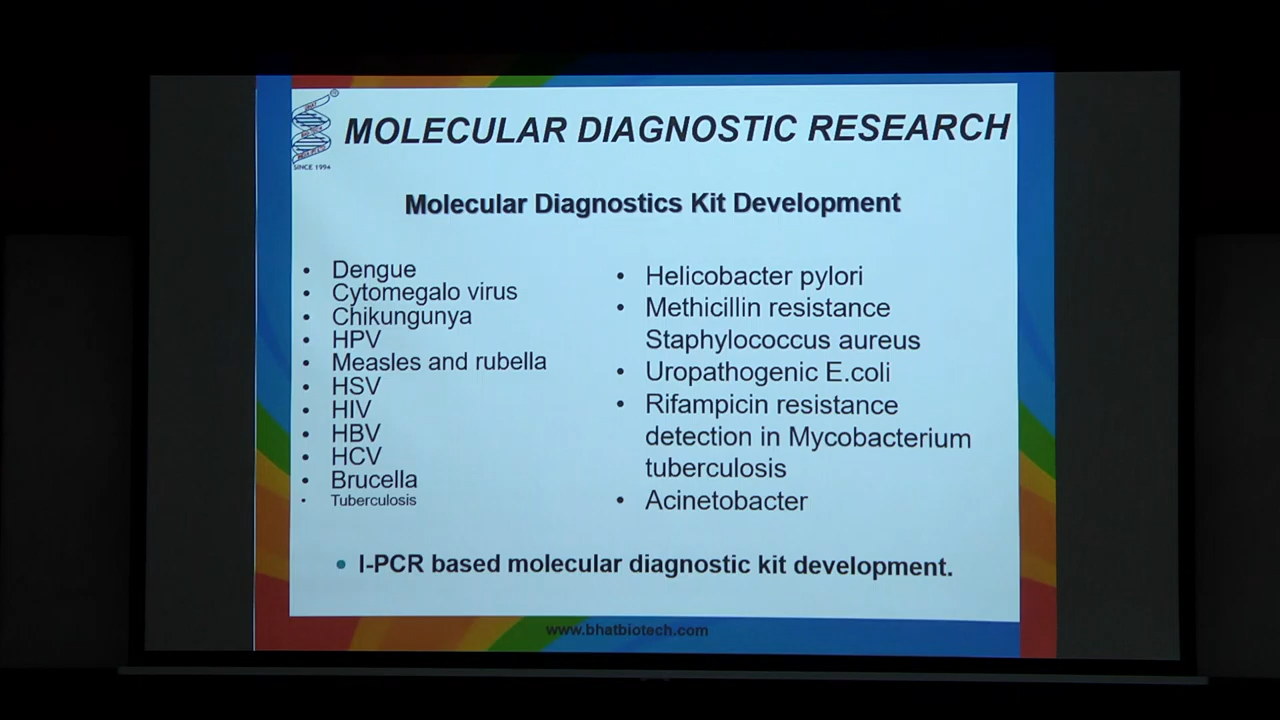 MOLECULAR DIAGNOSTIC RESEARCH
SINCE 1994
Molecular Diagnostics Kit Development
• Dengue
• Cytomegalo virus
• Chikungunya
• HPV
• Measles and rubella
• HSV
• HIV
• HBV
• HCV
• Brucella
• Tuberculosis
• Helicobacter pylori
• Methicillin resistance
Staphylococcus aureus
• Uropathogenic E.coli
• Rifampicin resistance
detection in Mycobacterium
tuberculosis
• Acinetobacter
• I-PCR based molecular diagnostic kit development.
www.bhatbiotech.com